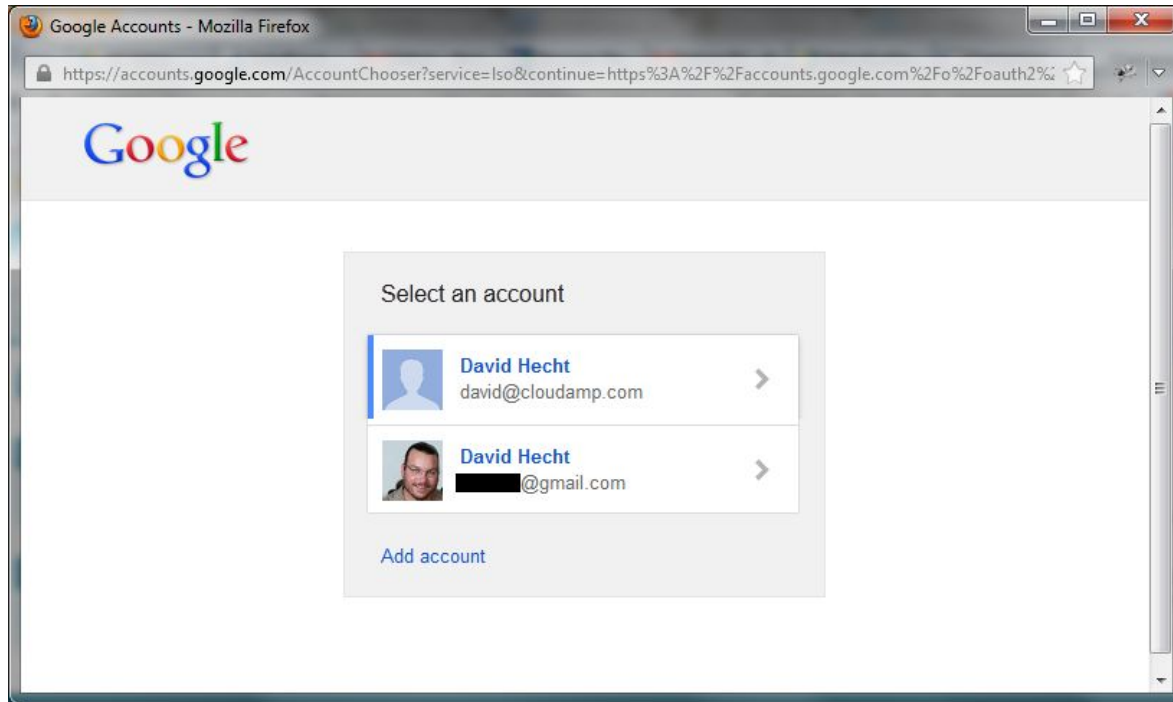 Google Accounts - Mozilla Firefox
https://accounts.google.com/AccountChooser?service=lso&continue=https%3A%2F%2Faccounts.google.com%2Fo%2Foauth2%2
Google
Select an account
David Hecht
david@cloudamp.com
David Hecht
@gmail.com
Add account